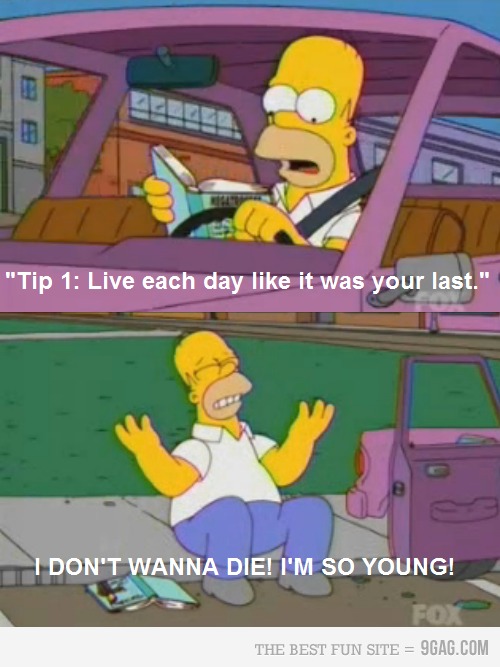 "Tip 1: Live each day like it was your last."
FOX
I DON'T WANNA DIE! I'M SO YOUNG!
FOX
THE BEST FUN SITE = 9GAG.COM